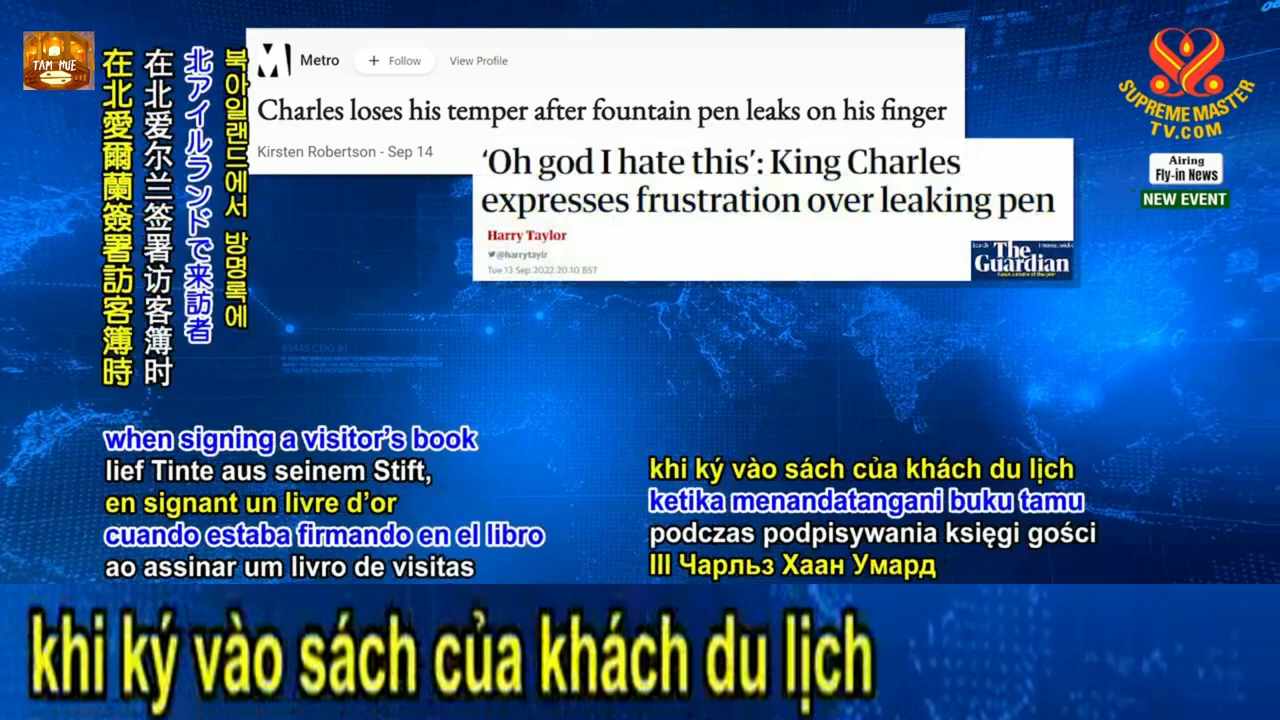 TÂM HUỆ
Metro
+ Follow
View Profile
Charles loses his temper after fountain pen leaks on his finger
Kirsten Robertson - Sep 14
'Oh god I hate this': King Charles
expresses frustration over leaking pen
Harry Taylor
@harrytaylr
Tue 13 Sep 2022 20.10 BST
The
Guardian
SUPREME MASTER
TV.COM
Airing
Fly-in News
NEW EVENT
在北愛爾蘭簽署訪客簿時
在北爱尔兰签署访客簿时
北アイルランドで来訪者
북아일랜드에서 방명록에
when signing a visitor's book
lief Tinte aus seinem Stift,
en signant un livre d'or
cuando estaba firmando en el libro
ao assinar um livro de visitas
khi ký vào sách của khách du lịch
ketika menandatangani buku tamu
podczas podpisywania księgi gości
III Чарльз Хаан Умард
khi ký vào sách của khách du lịch